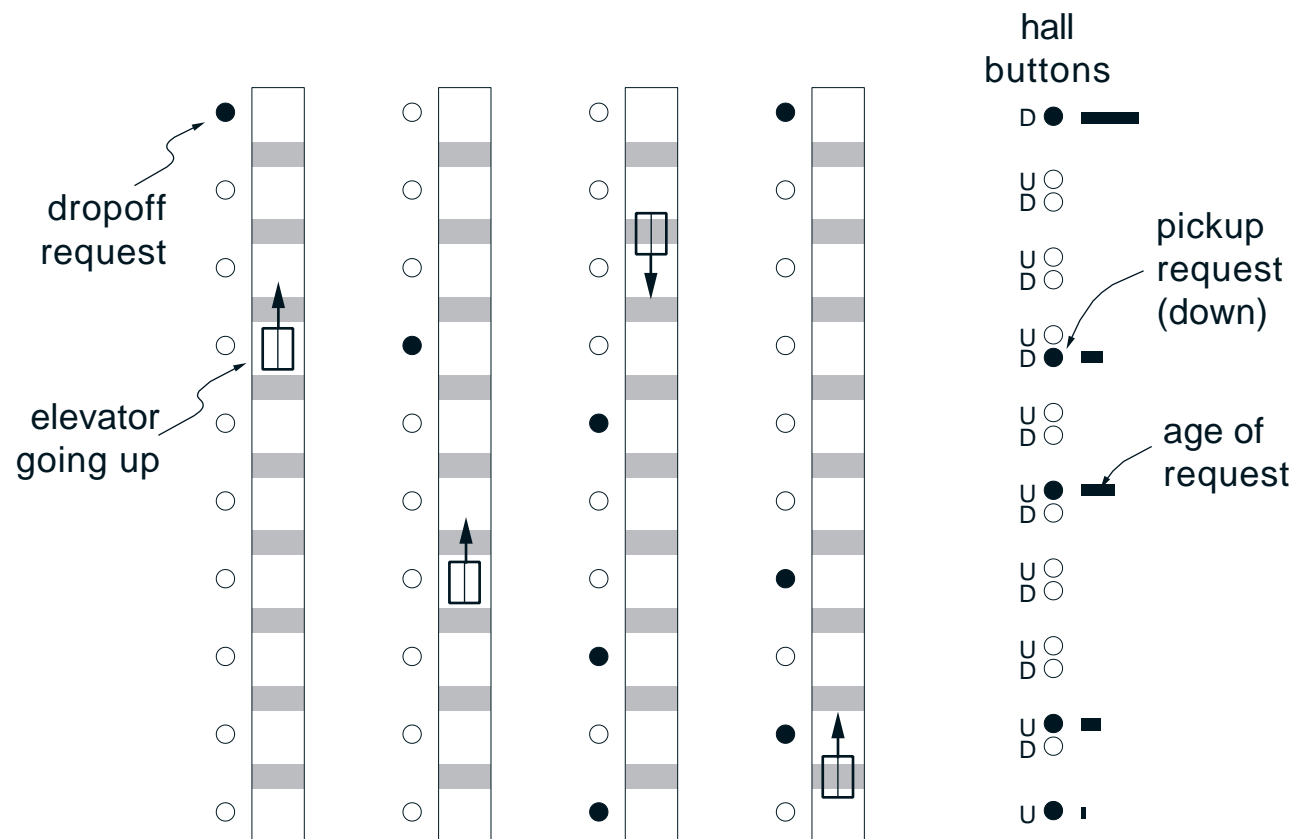 hall
buttons
D
U
D
dropoff
request
pickup
request
(down)
U
D
U
D
elevator
going up
U
D
age of
request
U
D
U
D
U
D
U
D
U